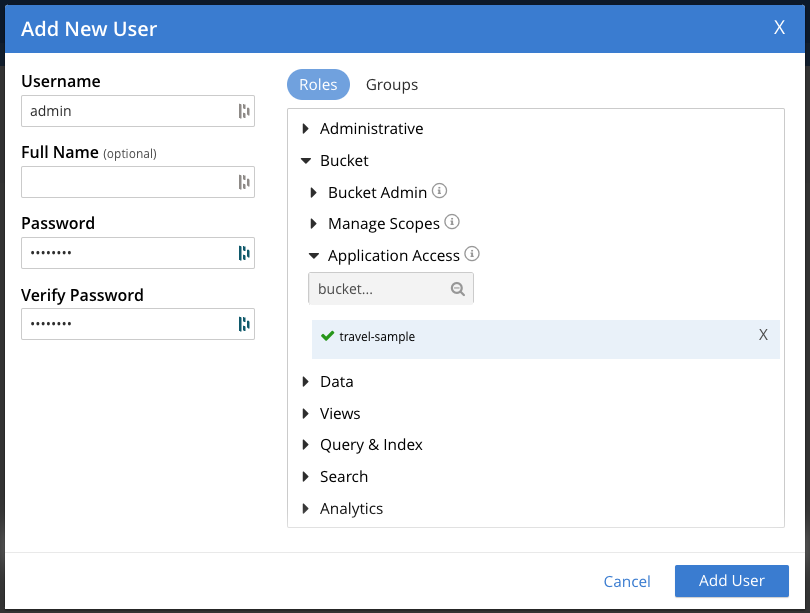 Add New User
X
Username
admin
Full Name (optional)
Password
••••••••
Verify Password
••••••••
Roles
Groups
Administrative
Bucket
Bucket Admin
Manage Scopes
Application Access
bucket...
travel-sample
X
Data
Views
Query & Index
Search
Analytics
Cancel
Add User